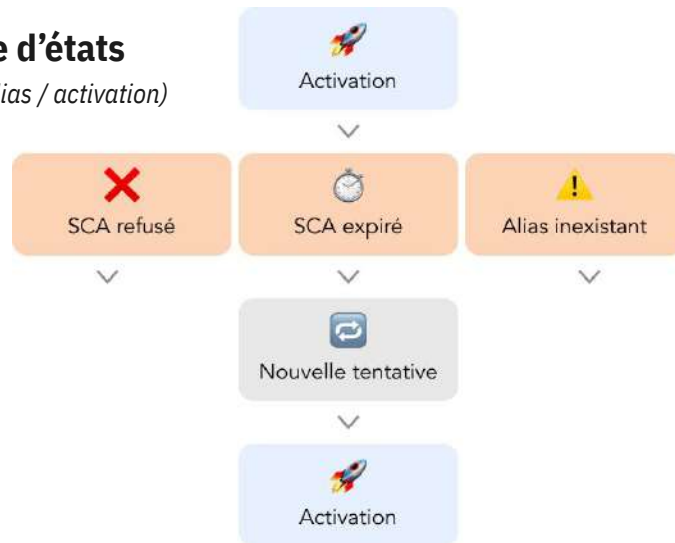 Activation
e d’états
ias / activation)
SCA refusé
SCA expiré
Alias inexistant
Nouvelle tentative
Activation